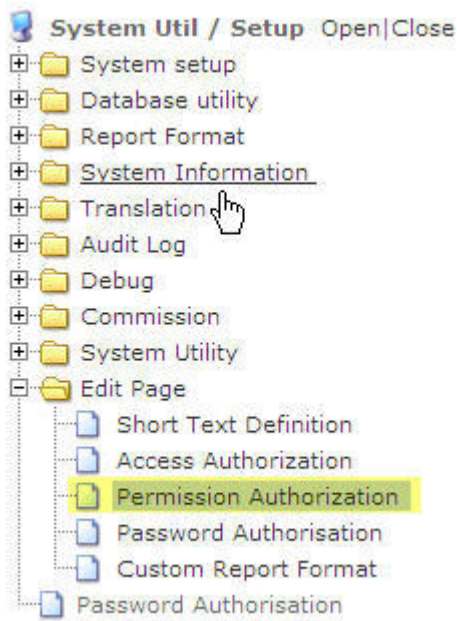 System Util / Setup Open|Close
System setup
Database utility
Report Format
System Information
Translation
Audit Log
Debug
Commission
System Utility
Edit Page
Short Text Definition
Access Authorization
Permission Authorization
Password Authorisation
Custom Report Format
Password Authorisation